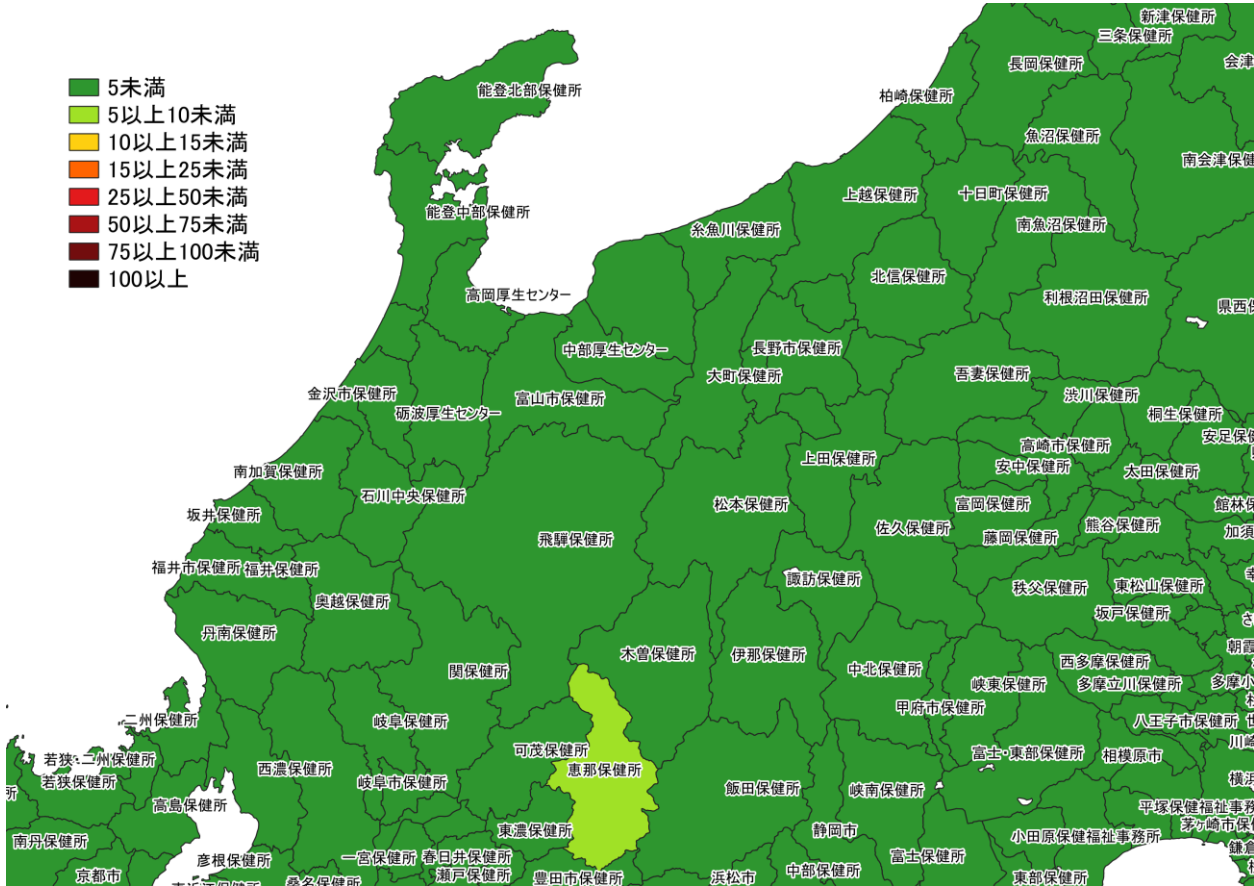 5未満
5以上10未満
10以上15未満
15以上25未満
25以上50未満
50以上75未満
75以上100未満
100以上
新津保健所
三条保健所
長岡保健所
会津
能登北部保健所
柏崎保健所
魚沼保健所
南会津保健
上越保健所
十日町保健所
能登中部保健所
南魚沼保健所
糸魚川保健所
北信保健所
高岡厚生センター
利根沼田保健所
県西保
中部厚生センター
長野市保健所
大町保健所
吾妻保健所
金沢市保健所
富山市保健所
渋川保健所
砺波厚生センター
桐生保健所
安足保健
高崎市保健所
上田保健所
安中保健所
太田保健所
南加賀保健所
石川中央保健所
松本保健所
富岡保健所
館林保
坂井保健所
佐久保健所
熊谷保健所
加須
飛騨保健所
藤岡保健所
福井市保健所
福井保健所
諏訪保健所
秩父保健所
東松山保健所
幸
奥越保健所
坂戸保健所
さ
丹南保健所
朝霞
木曽保健所
伊那保健所
西多摩保健所
関保健所
中北保健所
峡東保健所
多摩立川保健所
多摩小
甲府市保健所
二州保健所
岐阜保健所
八王子市保健所
世
川崎
可茂保健所
富士・東部保健所
相模原市
若狭・二州保健所
西濃保健所
恵那保健所
若狭保健所
岐阜市保健所
飯田保健所
峡南保健所
横浜
所
高島保健所
平塚保健福祉事務
茅ヶ崎市保健
東濃保健所
静岡市
小田原保健福祉事務所
南丹保健所
鎌倉
彦根保健所
一宮保健所
春日井保健所
富士保健所
京都市
瀬戸保健所
豊田市保健所
浜松市
中部保健所
東部保健所
桑名保健所